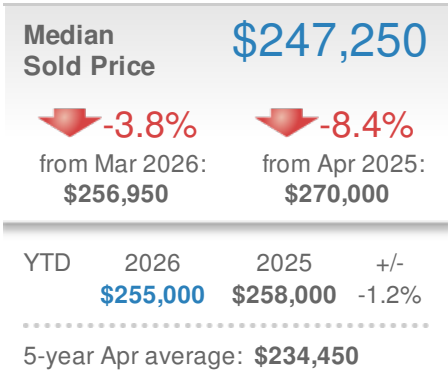 Median
Sold Price
$247,250
-3.8%
-8.4%
from Mar 2026:
from Apr 2025:
$256,950
$270,000
YTD 2026 2025 +/-
$255,000 $258,000 -1.2%
5-year Apr average: $234,450